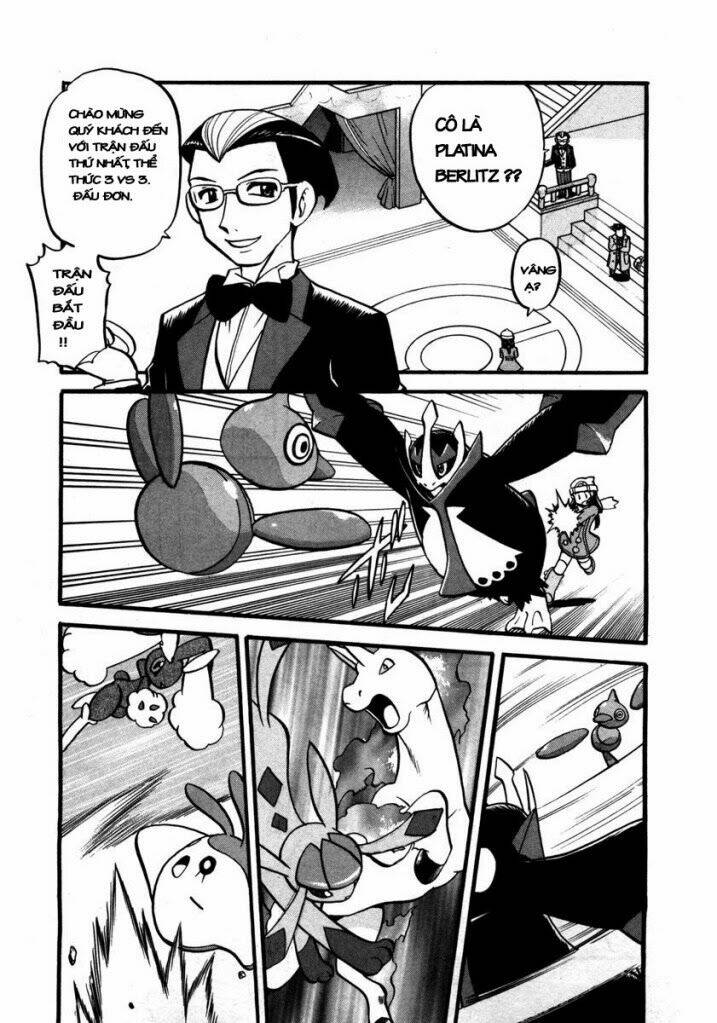 CHÀO MỪNG
QUÝ KHÁCH ĐẾN
VỚI TRẬN ĐẤU
THỨ NHẤT, THỂ
THỨC 3 VS 3.
ĐẤU ĐƠN.
TRẬN
ĐẤU
BẮT
ĐẦU
!!
CÔ LÀ
PLATINA
BERLITZ ??
VÂNG
Ạ?